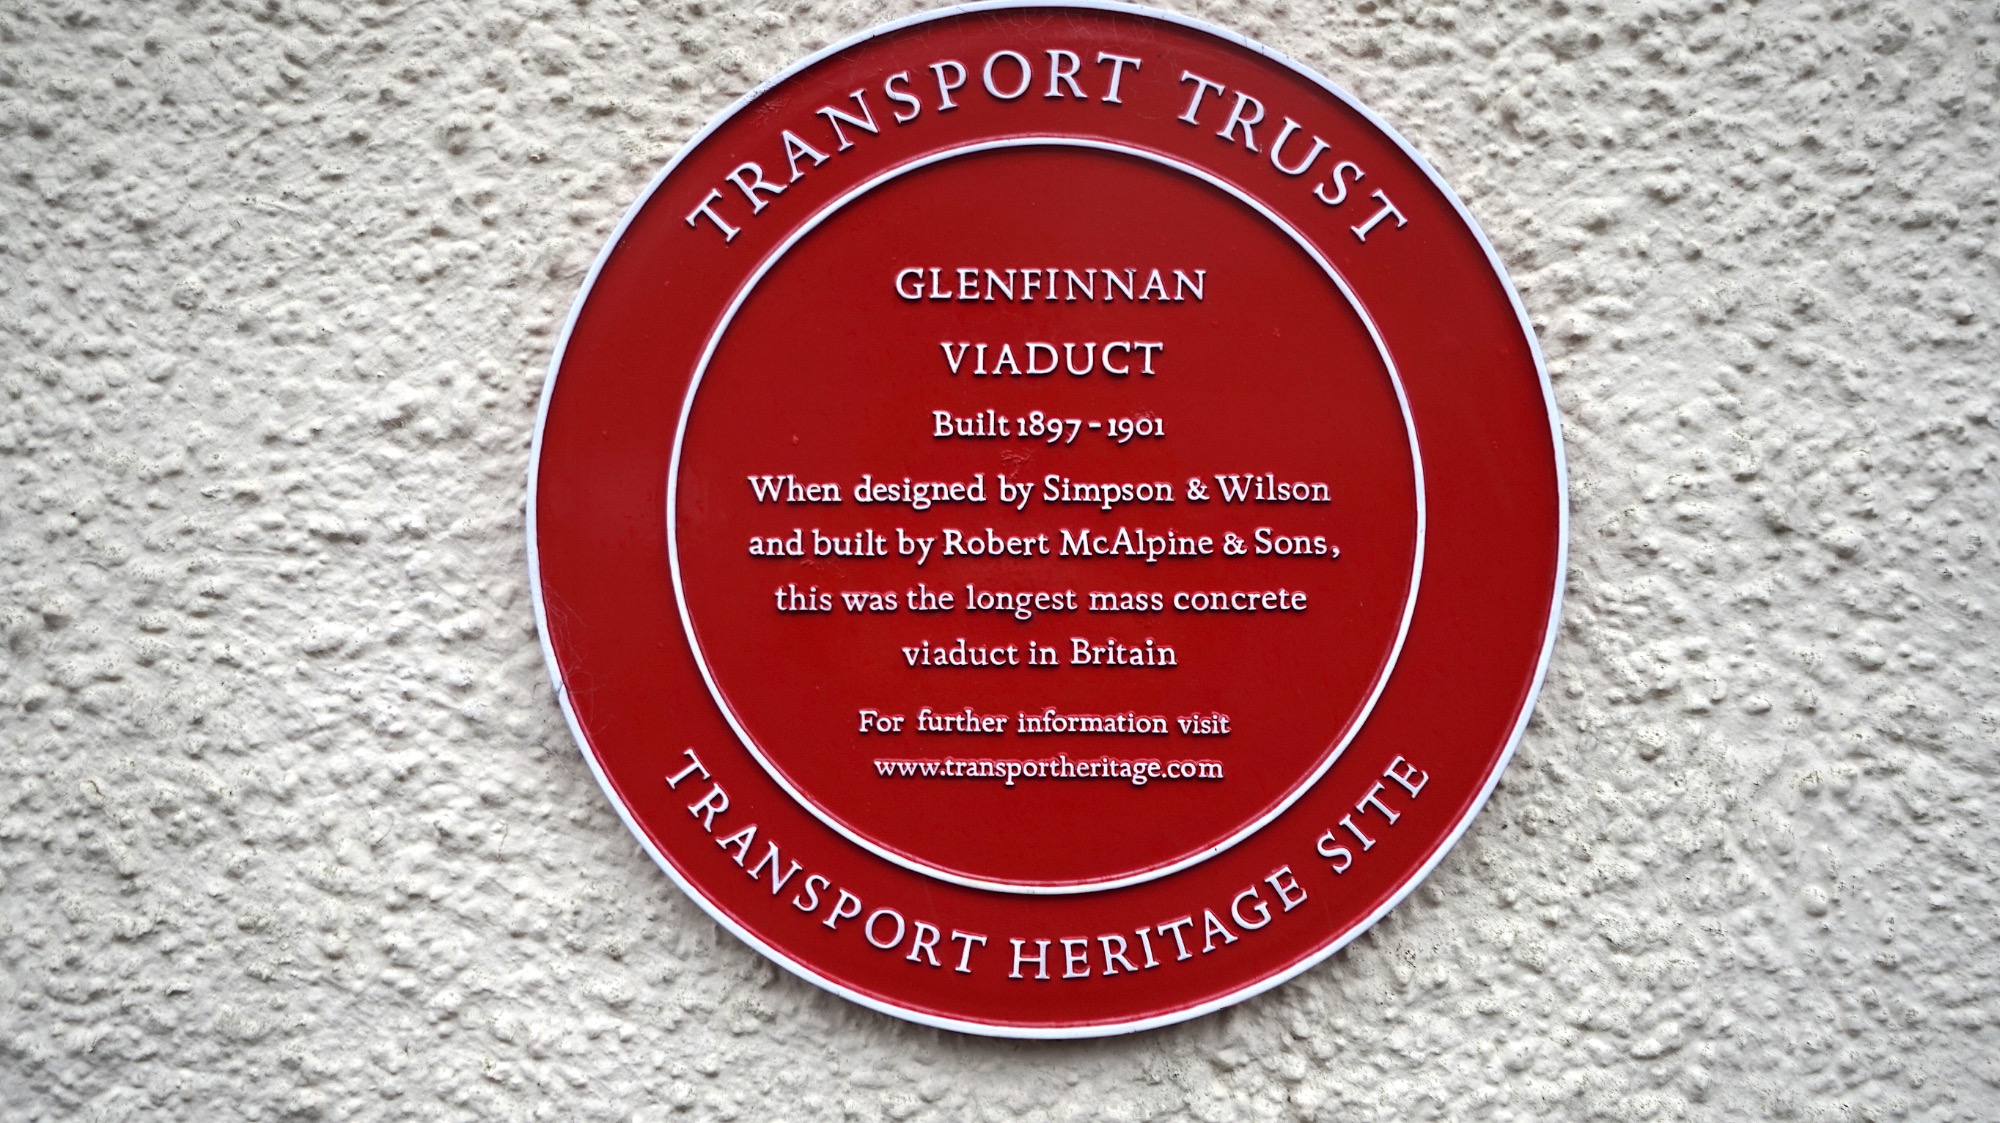 TRANSPORT TRUST
GLENFINNAN
VIADUCT
Built 1897-1901
When designed by Simpson & Wilson
and built by Robert McAlpine & Sons,
this was the longest mass concrete
viaduct in Britain
For further information visit
www.transportheritage.com
TRANSPORT HERITAGE SITE